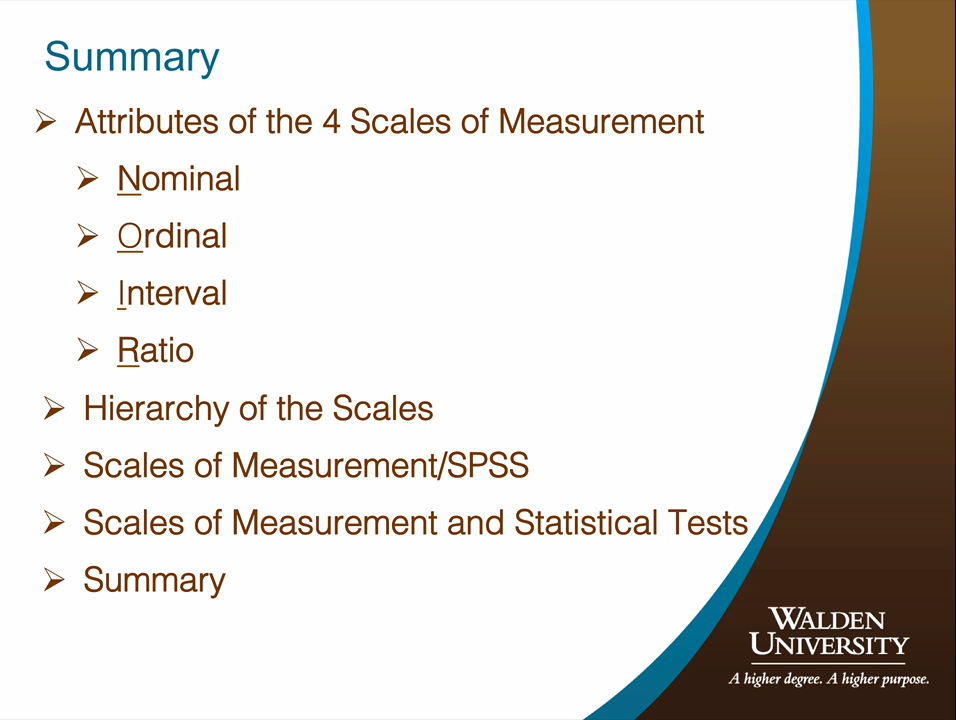 Summary
Attributes of the 4 Scales of Measurement
Nominal
Ordinal
Interval
Ratio
Hierarchy of the Scales
Scales of Measurement/SPSS
Scales of Measurement and Statistical Tests
Summary
WALDEN
UNIVERSITY
A higher degree. A higher purpose.